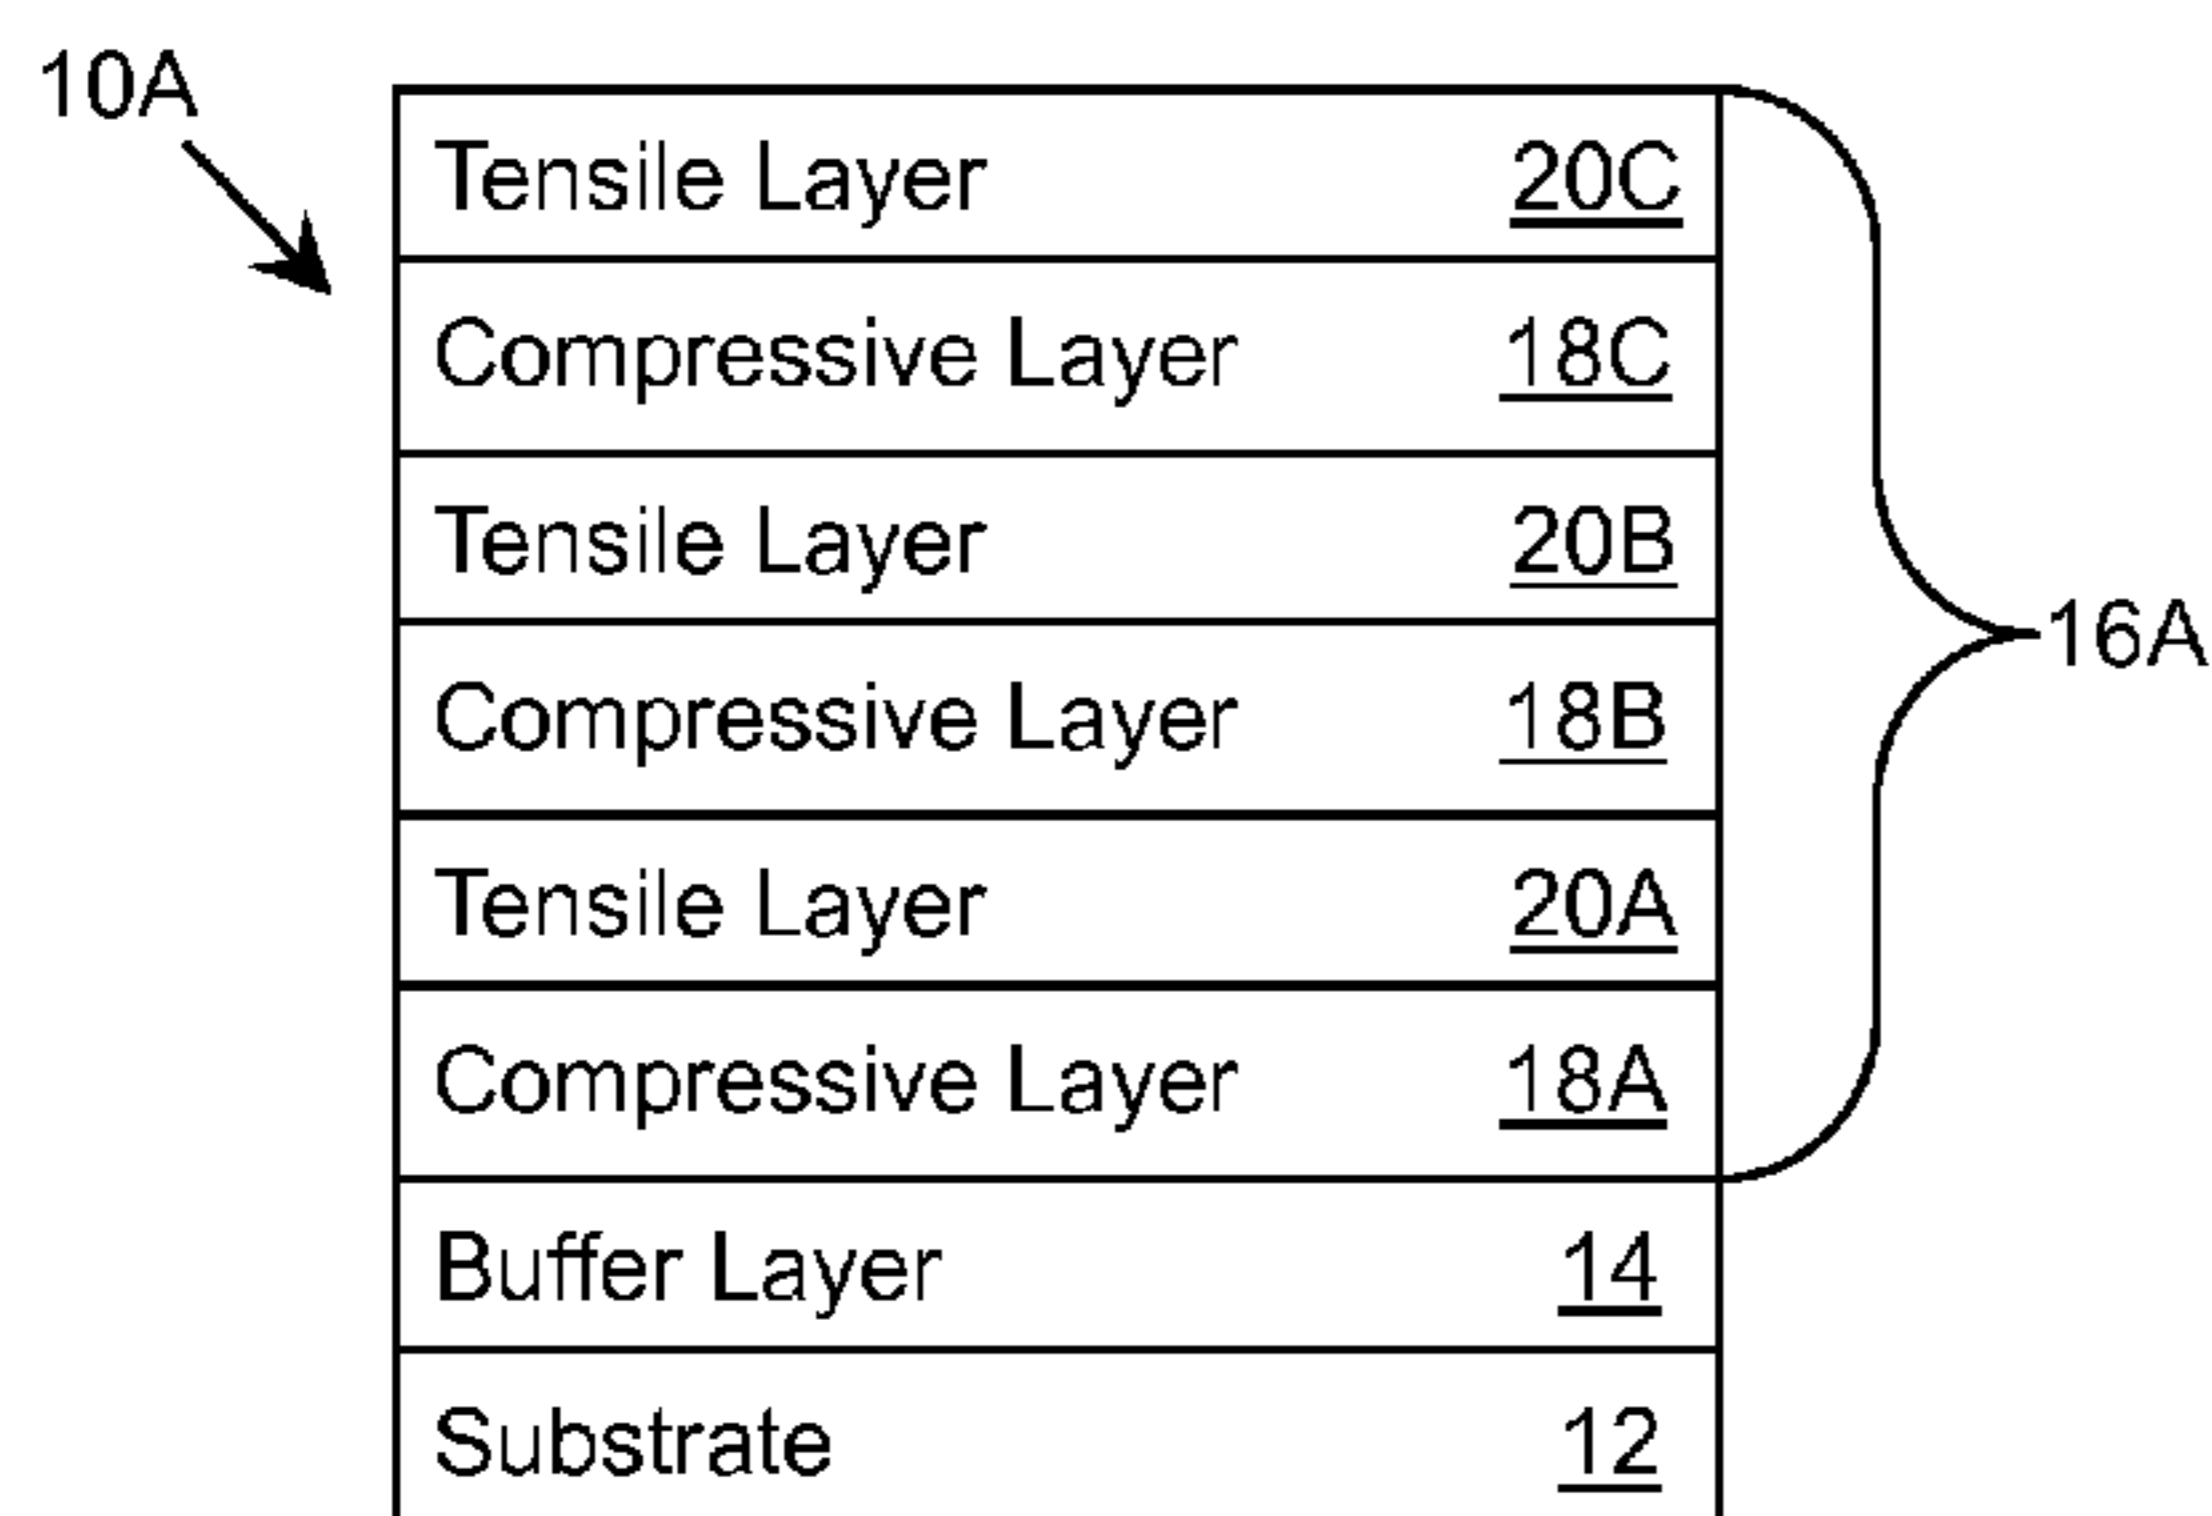 10A
Tensile Layer 20C
Compressive Layer 18C
Tensile Layer 20B
Compressive Layer 18B
16A
Tensile Layer 20A
Compressive Layer 18A
Buffer Layer 14
Substrate 12